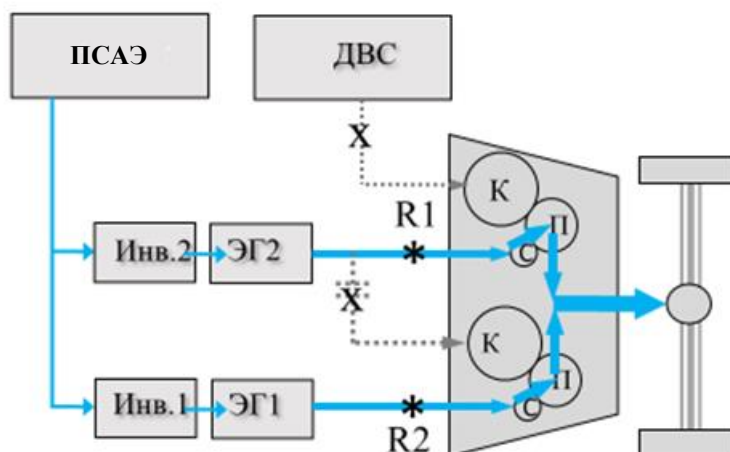 ПСАЭ
ДВС
X
К
R1
П
Инв.2
ЭГ2
*
С
X
К
П
Инв.1
ЭГ1
*
С
R2